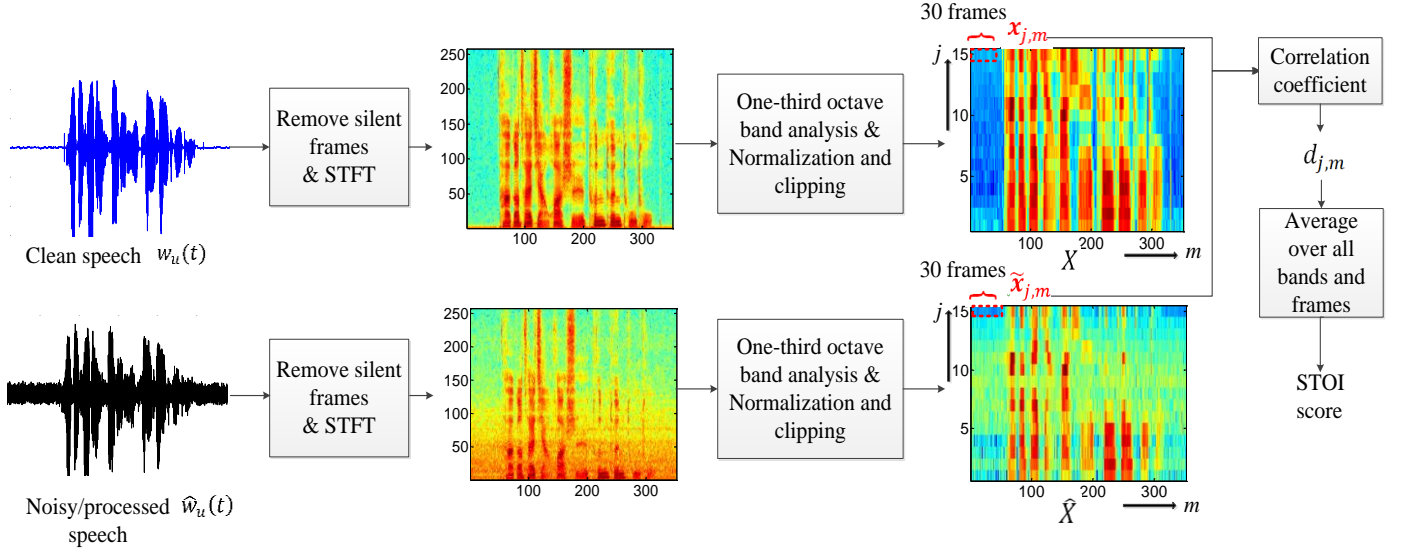 Clean speech w_u(t)
Remove silent
frames
& STFT
250
200
150
100
50
100
200
300
One-third octave
band analysis &
Normalization and
clipping
30 frames
x_{j,m}
j
15
10
5
100
200
300
X
m
Correlation
coefficient
d_{j,m}
Average
over all
bands and
frames
STOI
score
Noisy/processed ŵ_u(t)
speech
Remove silent
frames
& STFT
250
200
150
100
50
100
200
300
One-third octave
band analysis &
Normalization and
clipping
30 frames
x̃_{j,m}
j
15
10
5
100
200
300
X̂
m